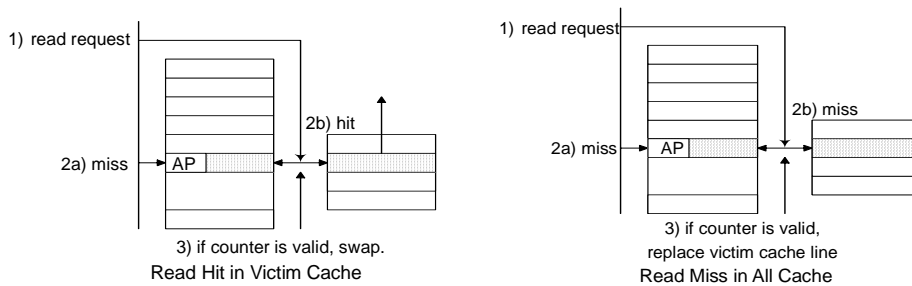 1) read request
2b) hit
2a) miss
AP
3) if counter is valid, swap.
Read Hit in Victim Cache
1) read request
2b) miss
2a) miss
AP
3) if counter is valid,
replace victim cache line
Read Miss in All Cache